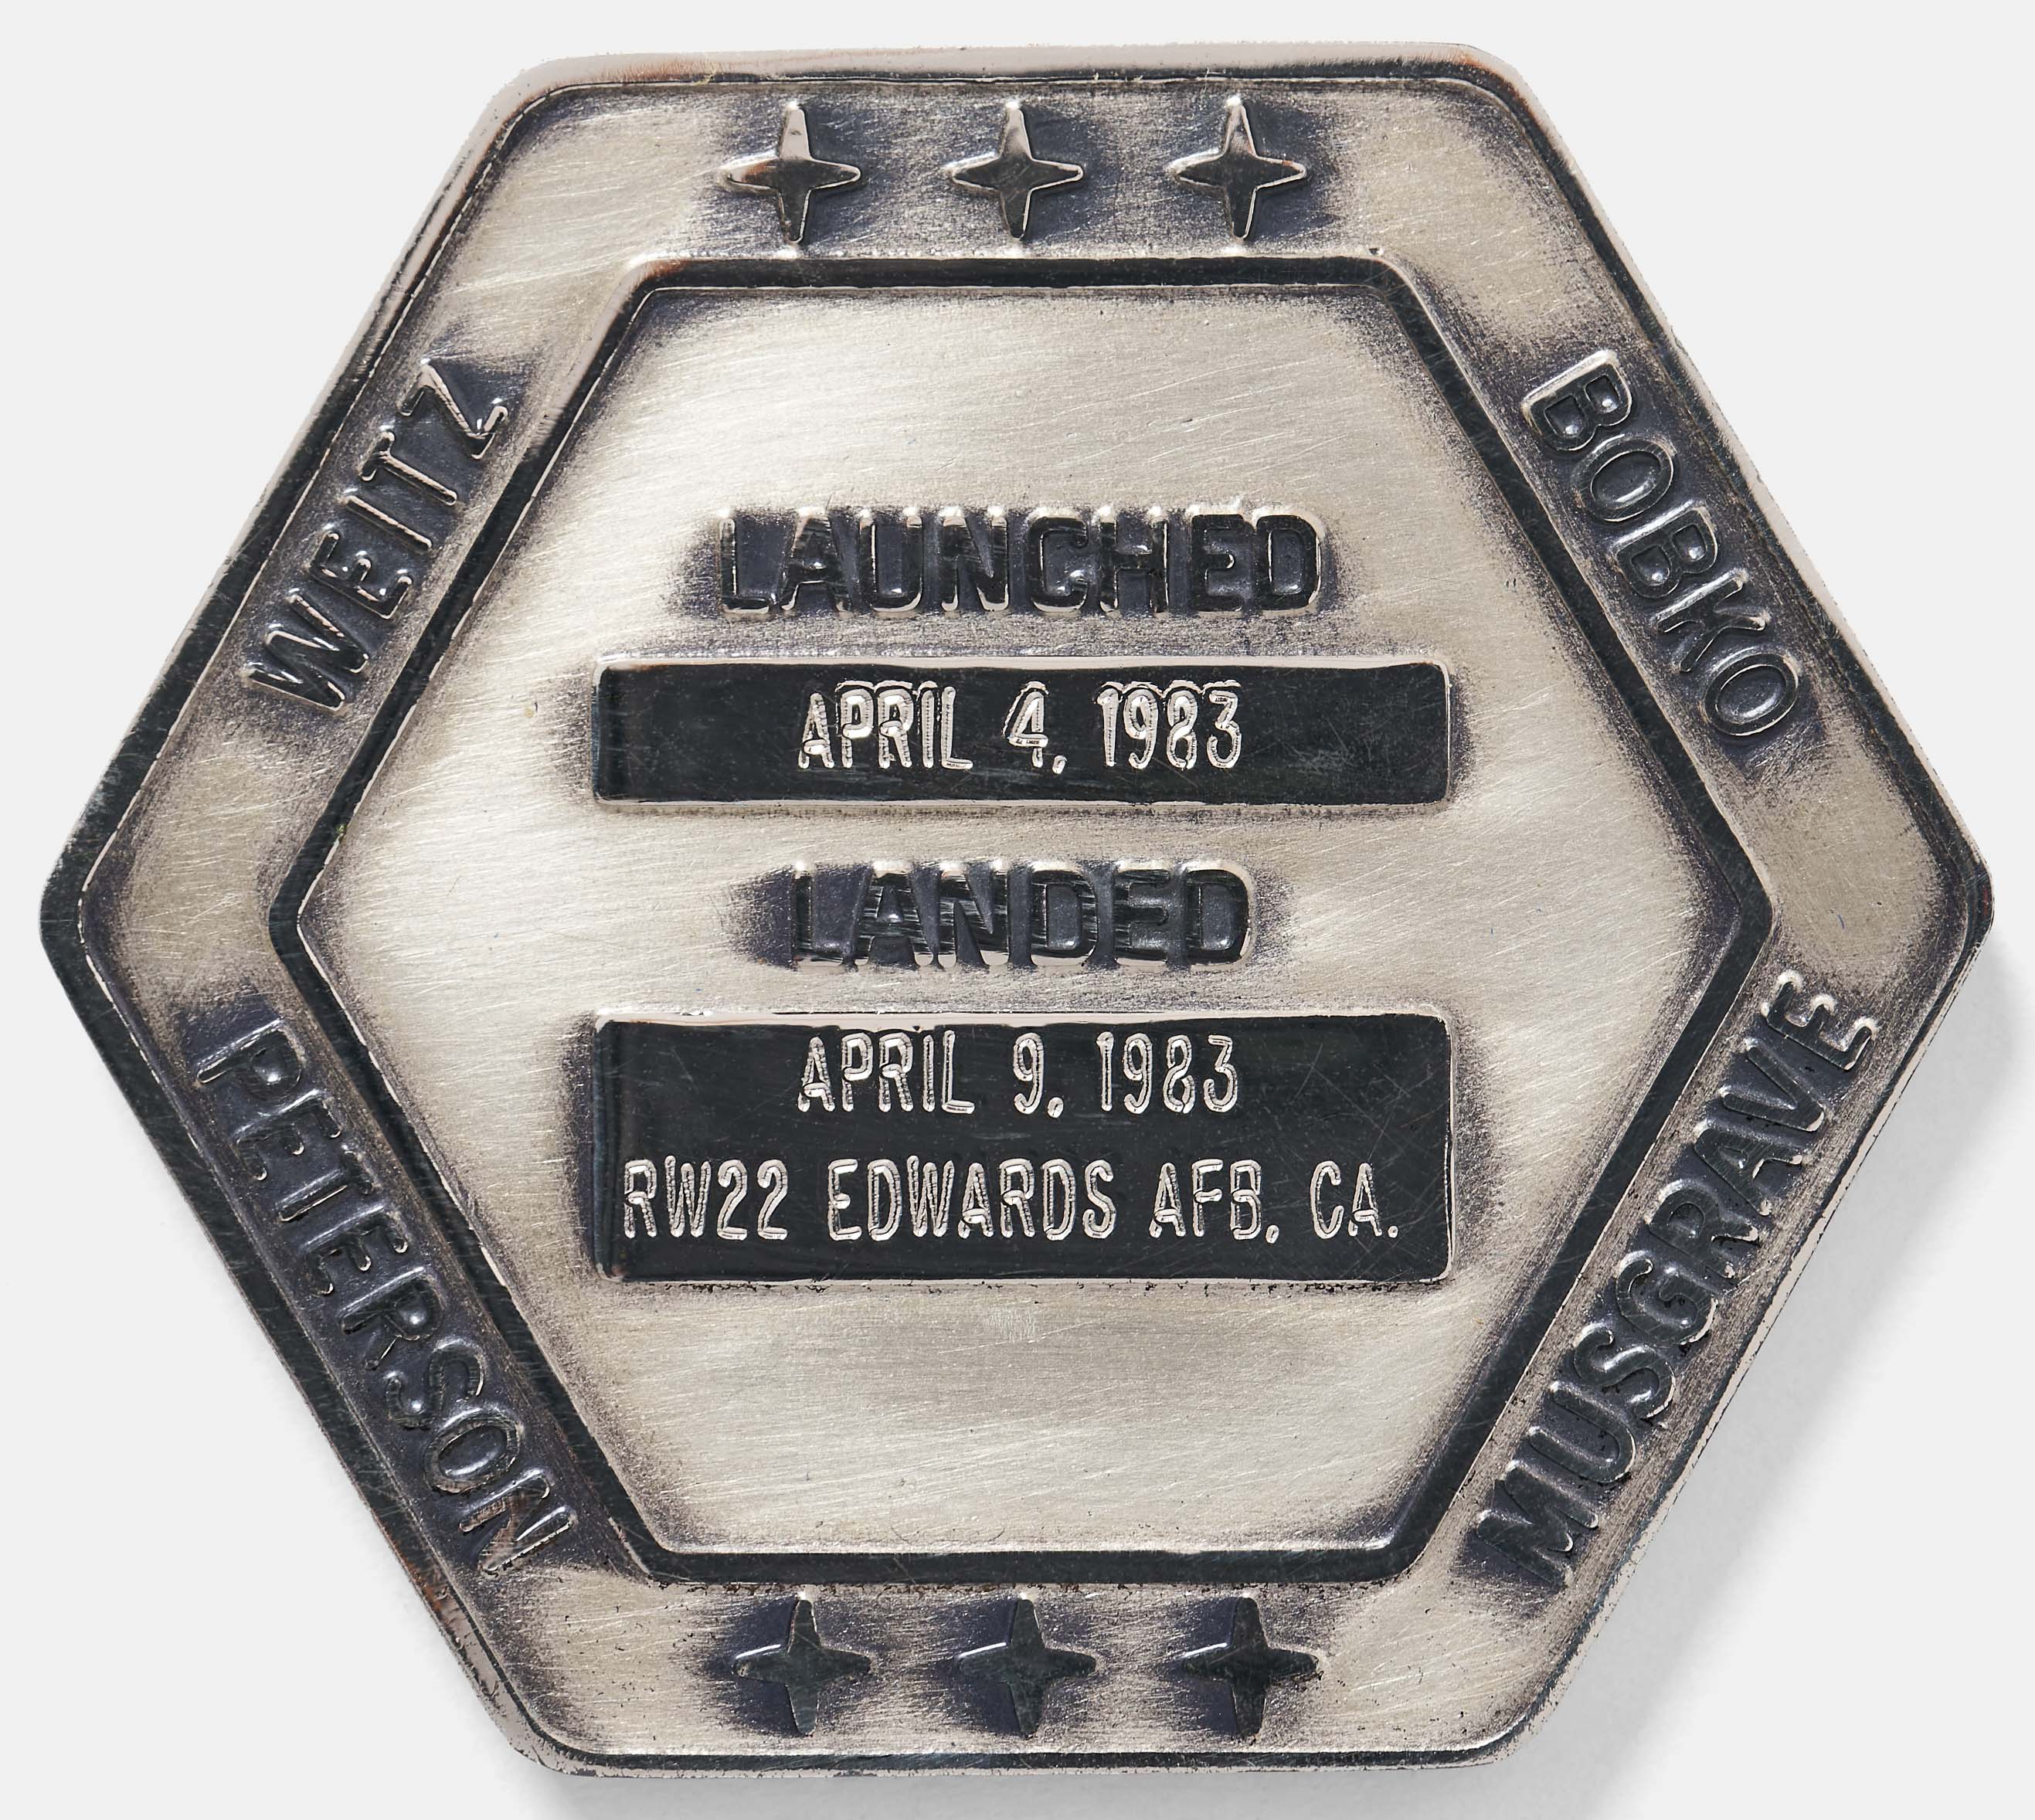 WEITZ
BOBKO
LAUNCHED
APRIL 4, 1983
LANDED
APRIL 9, 1983
RW22 EDWARDS AFB, CA.
PETERSON
MUSGRAVE